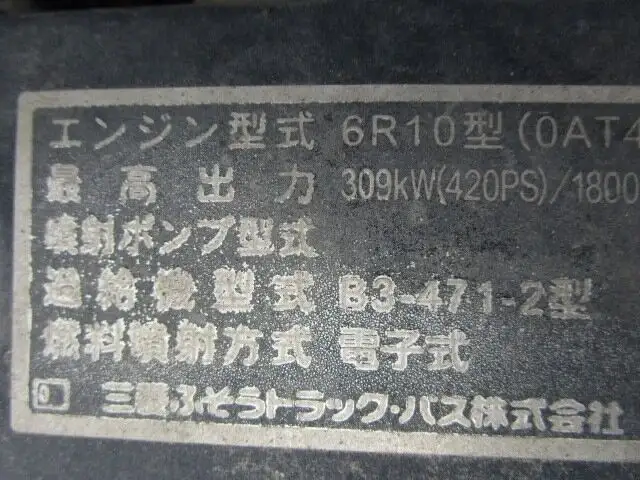 エンジン型式 6R10型(0AT4
最高出力 309kW(420PS)/1800
噴射ポンプ型式
過給機型式 B3-471-2型
燃料噴射方式 電子式
0 三菱ふそうトラック・バス株式会社